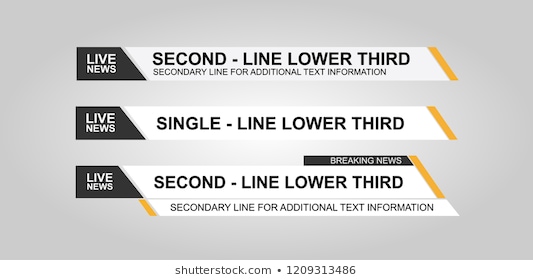 LIVE
NEWS
SECOND - LINE LOWER THIRD
SECONDARY LINE FOR ADDITIONAL TEXT INFORMATION
LIVE
NEWS
SINGLE - LINE LOWER THIRD
BREAKING NEWS
LIVE
NEWS
SECOND - LINE LOWER THIRD
SECONDARY LINE FOR ADDITIONAL TEXT INFORMATION
shutterstock.com • 1209313486